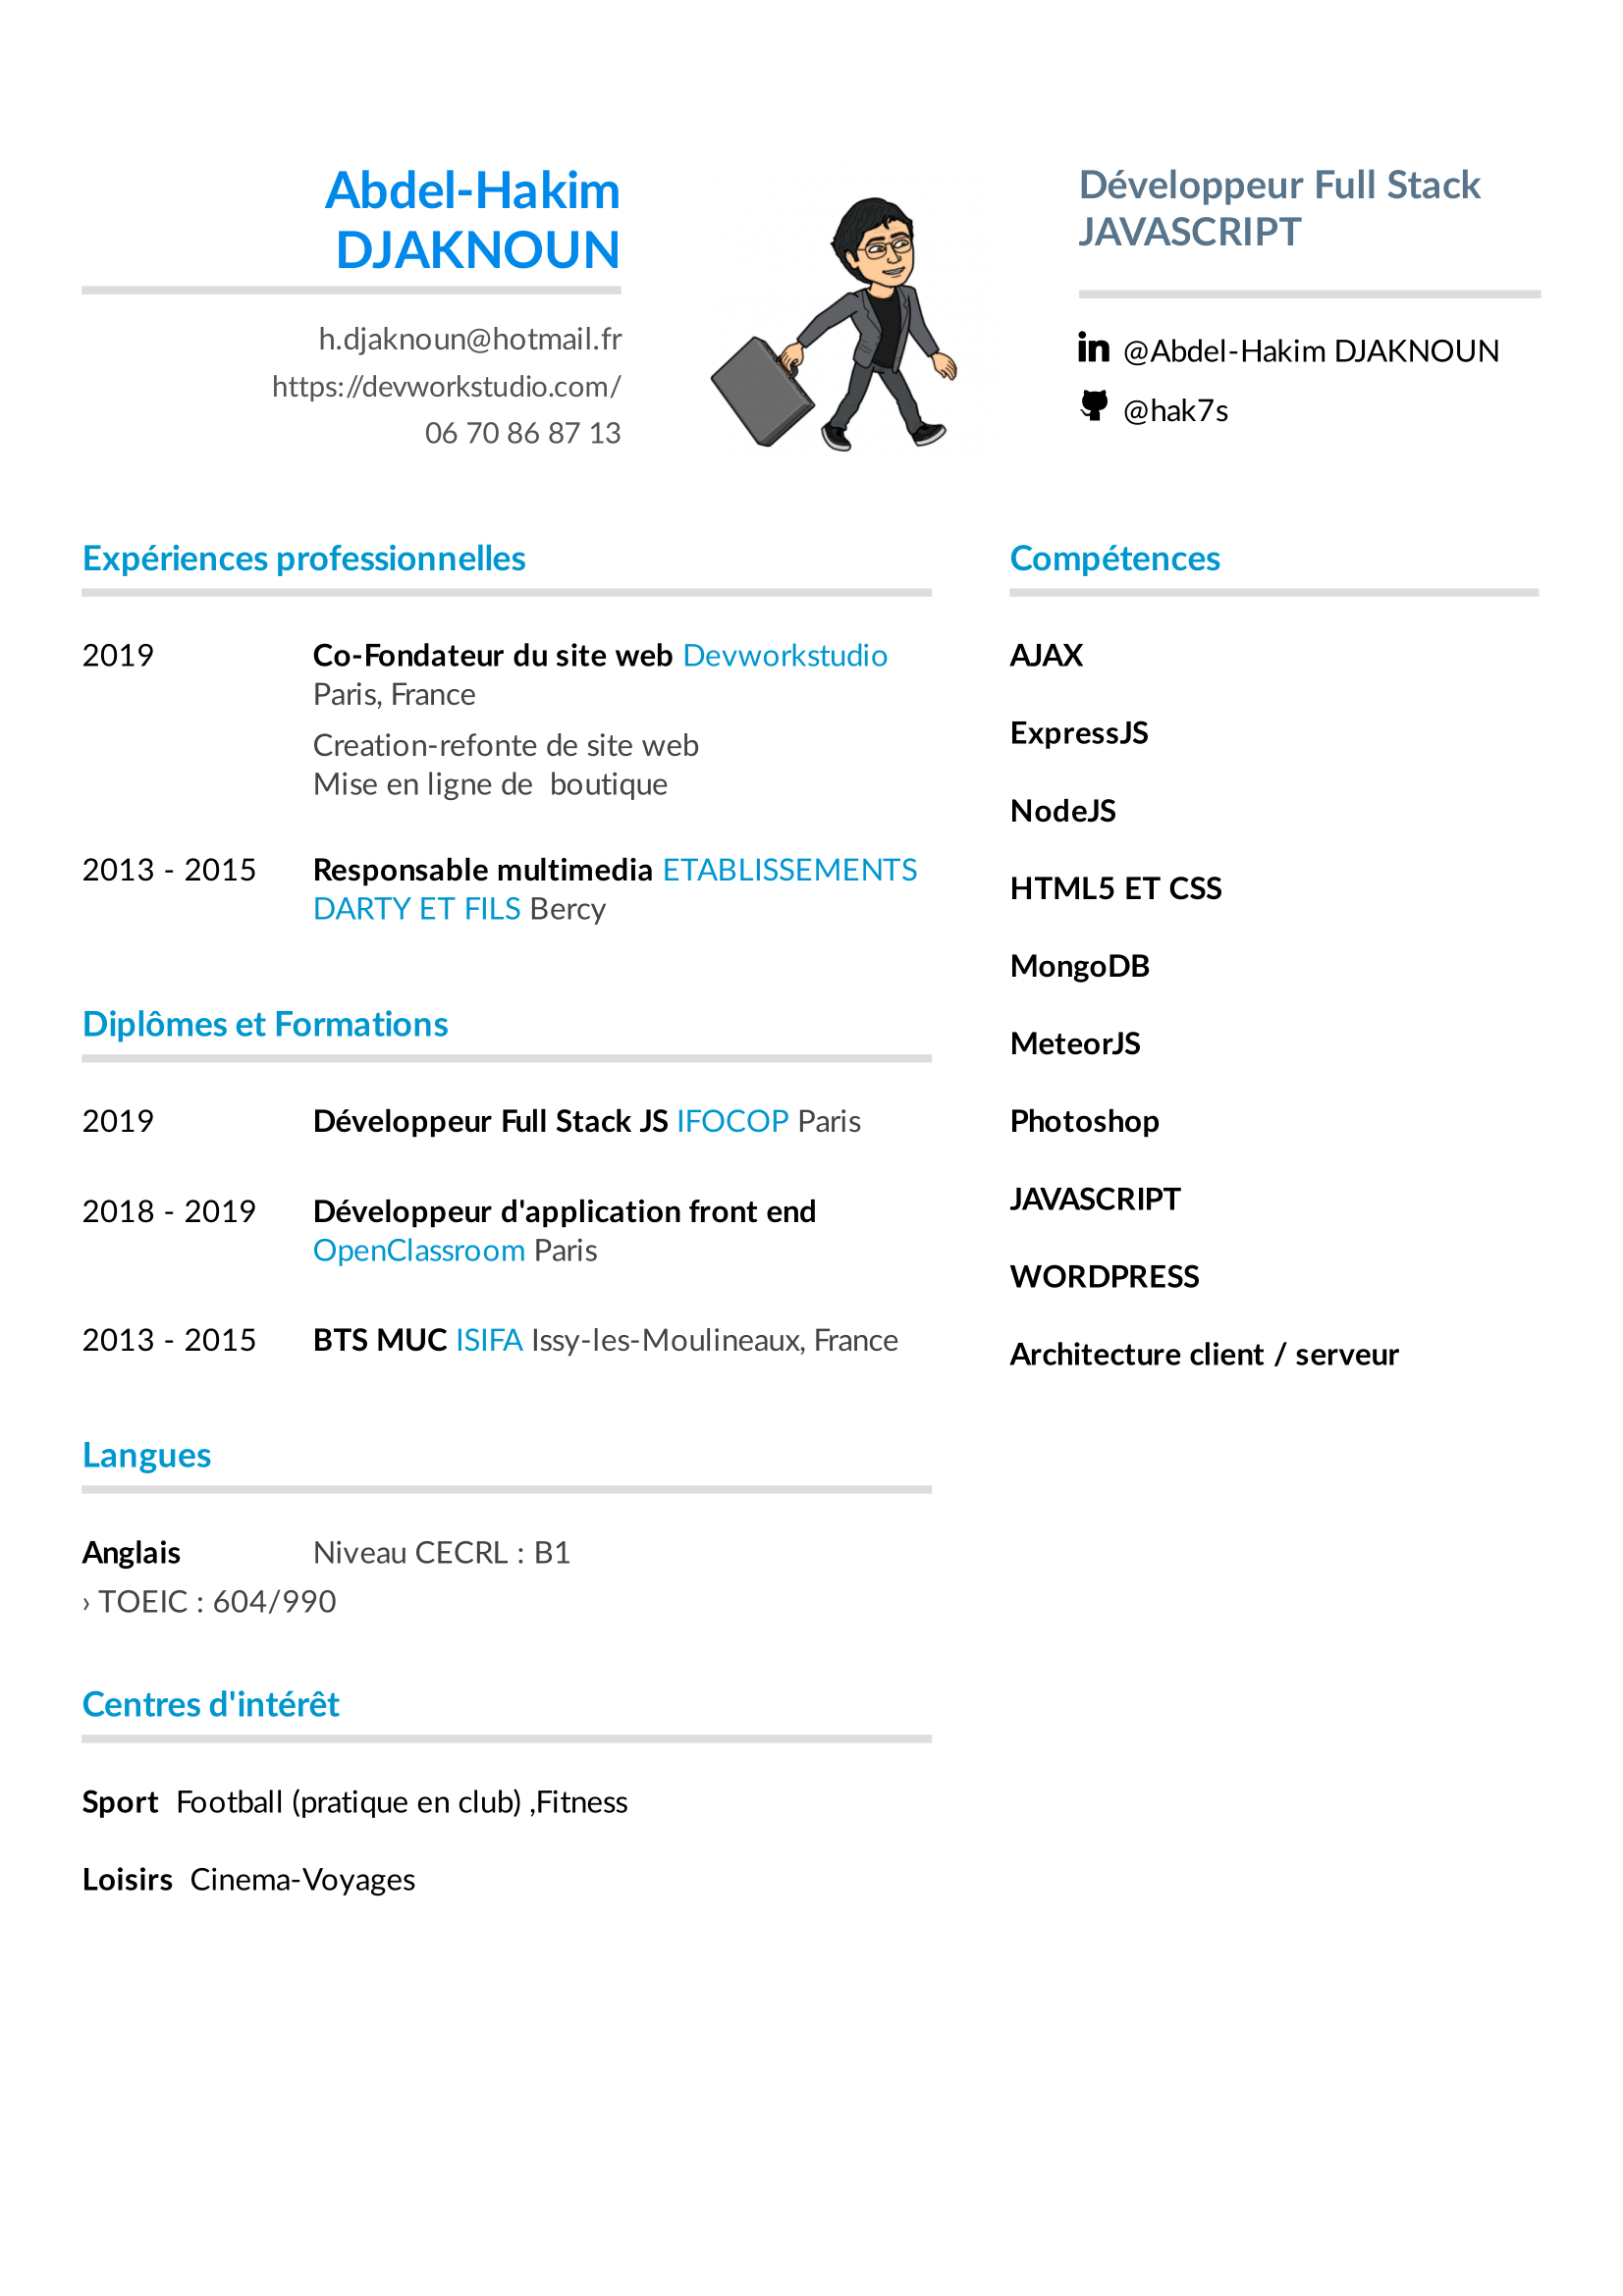 Abdel-Hakim
DJAKNOUN
h.djaknoun@hotmail.fr
https://devworkstudio.com/
06 70 86 87 13
Développeur Full Stack
JAVASCRIPT
in @Abdel-Hakim DJAKNOUN
@hak7s
Expériences professionnelles
2019 Co-Fondateur du site web Devworkstudio
Paris, France
Creation-refonte de site web
Mise en ligne de  boutique
2013 - 2015 Responsable multimedia ETABLISSEMENTS
DARTY ET FILS Bercy
Diplômes et Formations
2019 Développeur Full Stack JS IFOCOP Paris
2018 - 2019 Développeur d'application front end
OpenClassroom Paris
2013 - 2015 BTS MUC ISIFA Issy-les-Moulineaux, France
Langues
Anglais Niveau CECRL : B1
› TOEIC : 604/990
Centres d'intérêt
Sport  Football (pratique en club) ,Fitness
Loisirs  Cinema-Voyages
Compétences
AJAX
ExpressJS
NodeJS
HTML5 ET CSS
MongoDB
MeteorJS
Photoshop
JAVASCRIPT
WORDPRESS
Architecture client / serveur